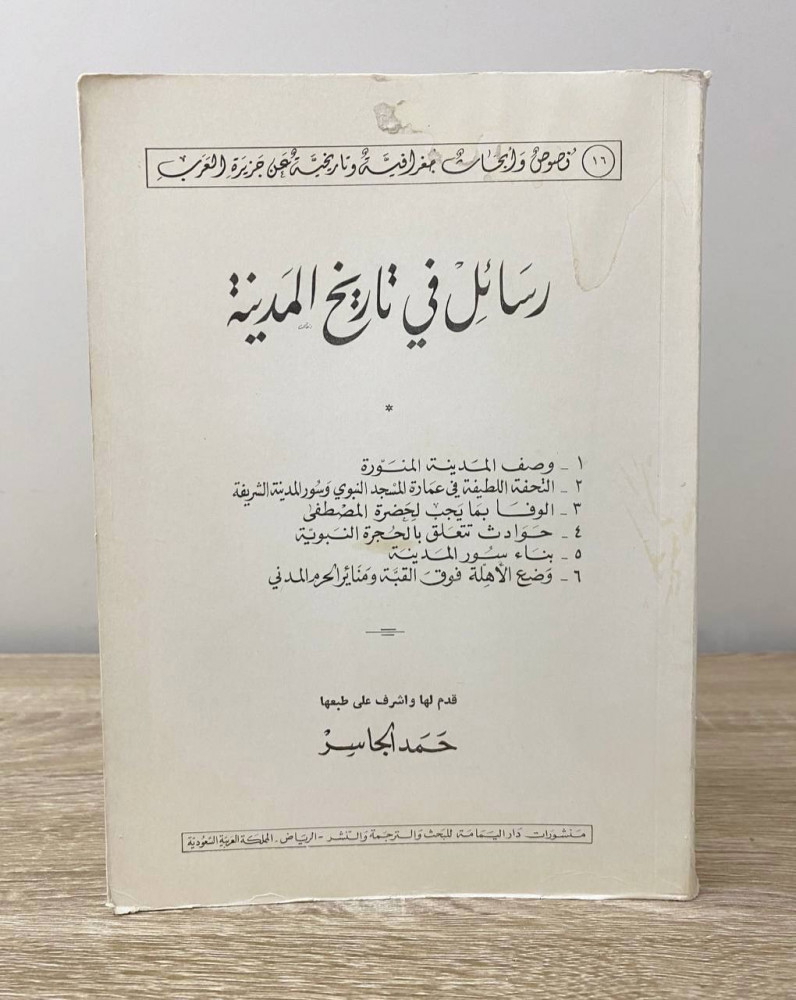 ١٦ نصوص وأبحاث جغرافية وتاريخية عن جزيرة العرب
رسائل في تاريخ المدينة
*
١ - وصف المدينة المنورة
٢ - التحفة اللطيفة في عمارة المسجد النبوي وسور المدينة الشريفة
٣ - الوفا بما يجب لحضرة المصطفى
٤ - حوادث تتعلق بالحجرة النبوية
٥ - بناء سور المدينة
٦ - وضع الأهلة فوق القبة ومنائر الحرم المدني
قدم لها واشرف على طبعها
حمد الجاسر
منشورات دار اليمامة للبحث والترجمة والنشر - الرياض - المملكة العربية السعودية